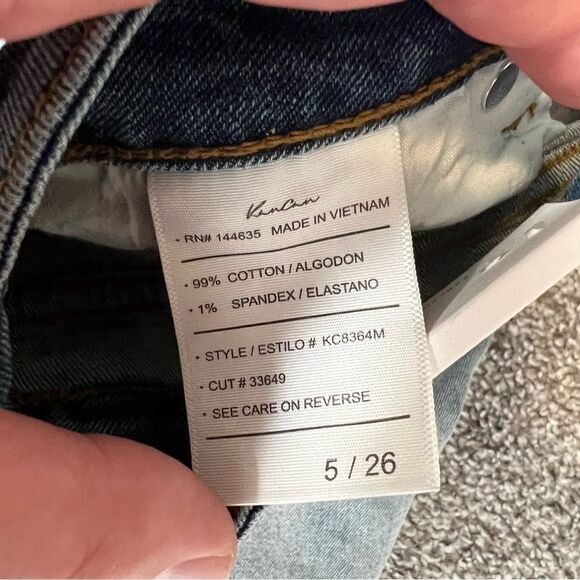 KanCan
• RN# 144635 MADE IN VIETNAM
• 99% COTTON / ALGODON
• 1% SPANDEX / ELASTANO
• STYLE / ESTILO # KC8364M
• CUT # 33649
• SEE CARE ON REVERSE
5 / 26